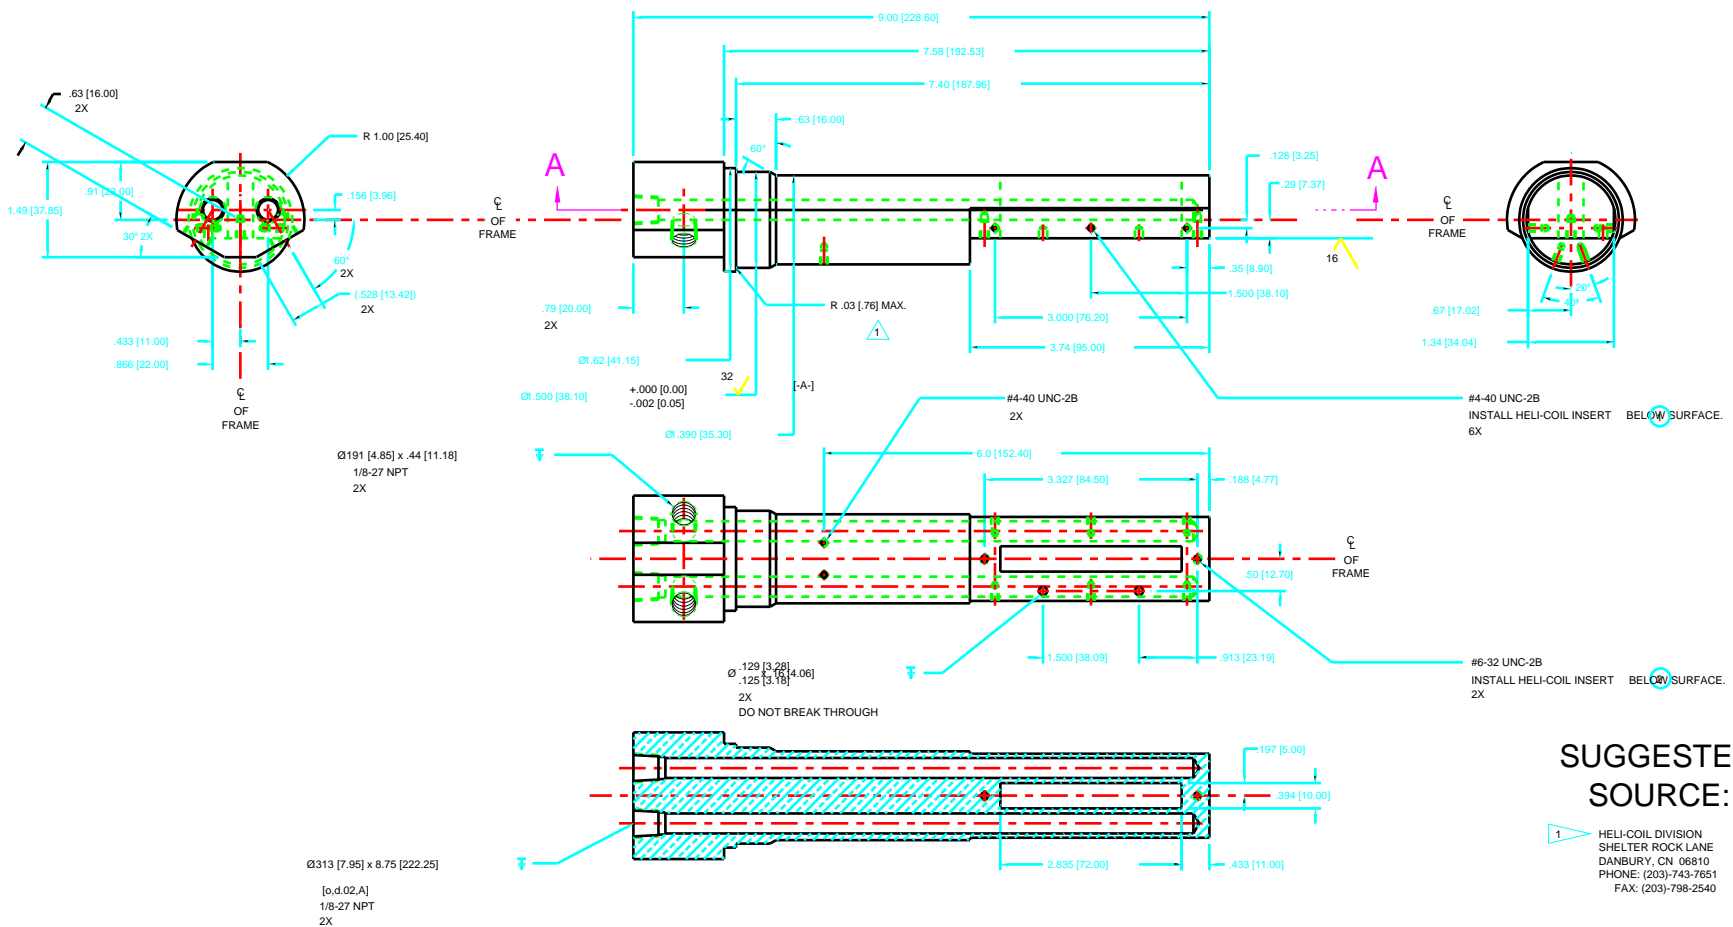 9.00 [228.60]
7.58 [192.53]
7.40 [187.96]
.63 [16.00]
60°
.63 [16.00]
2X
R 1.00 [25.40]
.91 [23.00]
1.49 [37.85]
.156 [3.96]
30° 2X
60°
2X
(.528 [13.42])
2X
.433 [11.00]
.866 [22.00]
℄
OF
FRAME
℄
OF
FRAME
A
A
.128 [3.25]
.29 [7.37]
16
.35 [8.90]
1.500 [38.10]
3.000 [76.20]
3.74 [95.00]
℄
OF
FRAME
20°
40°
.67 [17.02]
1.34 [34.04]
.79 [20.00]
2X
R .03 [.76] MAX.
1
Ø1.62 [41.15]
32
[-A-]
Ø1.500 [38.10]
+.000 [0.00]
-.002 [0.05]
Ø1.390 [35.30]
#4-40 UNC-2B
2X
#4-40 UNC-2B
INSTALL HELI-COIL INSERT BELOW SURFACE.
1
6X
Ø191 [4.85] x .44 [11.18]
1/8-27 NPT
2X
6.0 [152.40]
3.327 [84.50]
.188 [4.77]
℄
OF
FRAME
.50 [12.70]
1.500 [38.09]
.913 [23.19]
Ø .129 [3.28]
x .16 [4.06]
.125 [3.18]
2X
DO NOT BREAK THROUGH
#6-32 UNC-2B
INSTALL HELI-COIL INSERT BELOW SURFACE.
2
2X
.197 [5.00]
.394 [10.00]
2.835 [72.00]
.433 [11.00]
Ø313 [7.95] x 8.75 [222.25]
[o,d.02,A]
1/8-27 NPT
2X
SUGGESTE
SOURCE:
1
HELI-COIL DIVISION
SHELTER ROCK LANE
DANBURY, CN 06810
PHONE: (203)-743-7651
FAX: (203)-798-2540